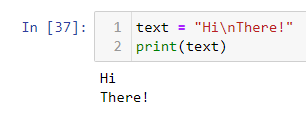 In [37]: 1 text = "Hi\nThere!"
2 print(text)
Hi
There!